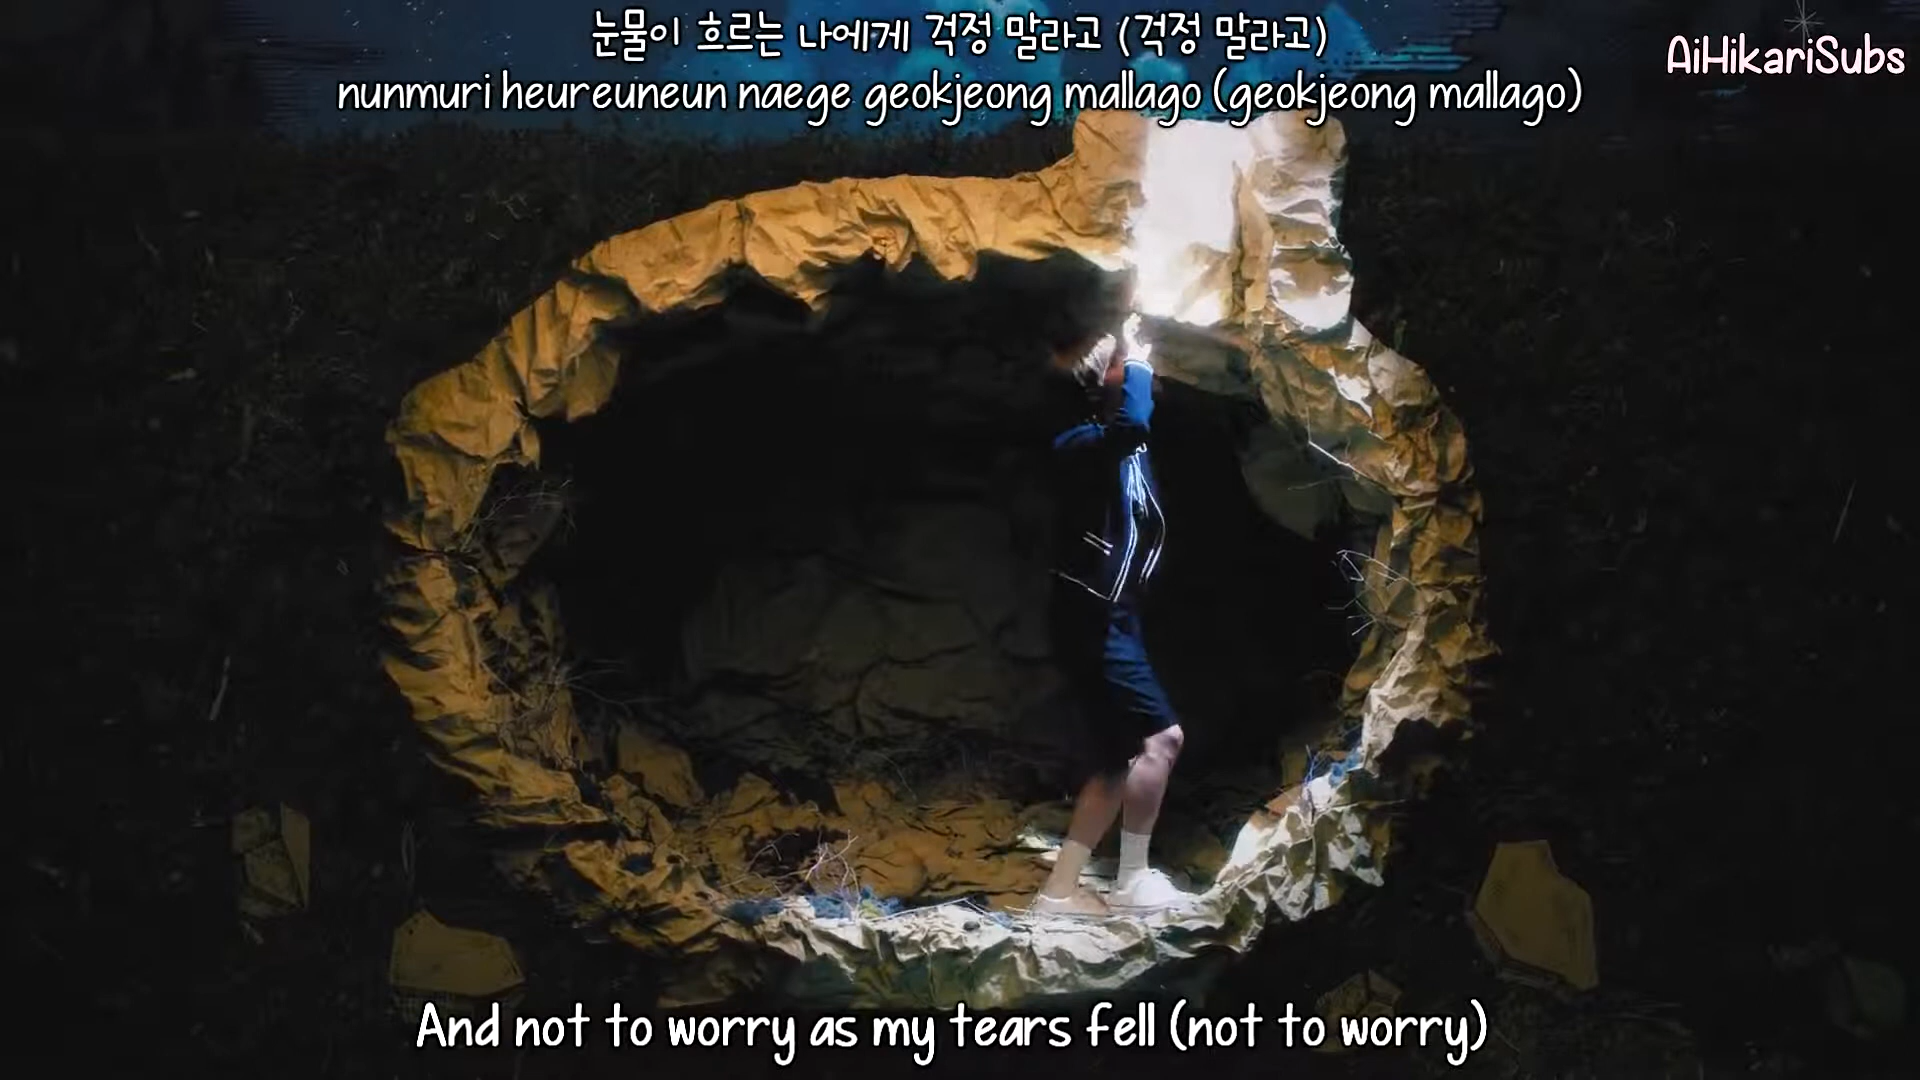 눈물이 흐르는 나에게 걱정 말라고 (걱정 말라고)
AiHikariSubs
nunmuri heureuneun naege geokjeong mallago (geokjeong mallago)
And not to worry as my tears fell (not to worry)